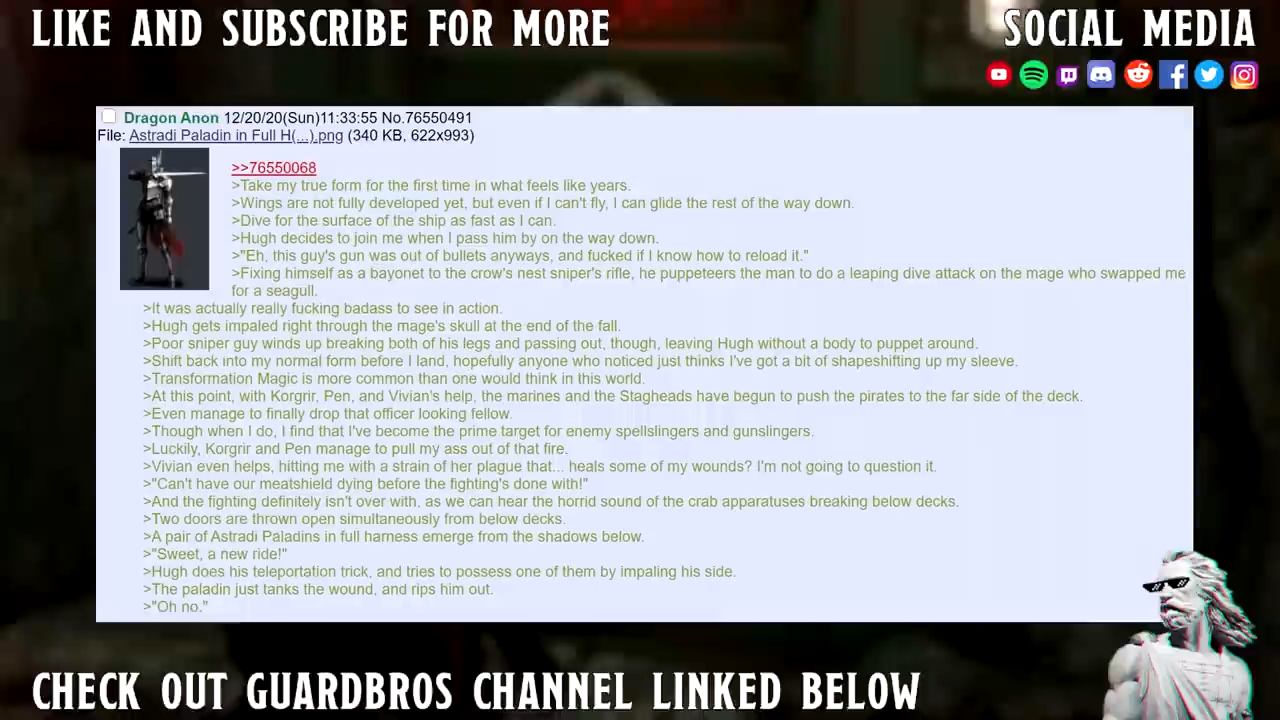 LIKE AND SUBSCRIBE FOR MORE
SOCIAL MEDIA
Dragon Anon 12/20/20(Sun)11:33:55 No.76550491
File: Astradi Paladin in Full H(...).png (340 KB, 622x993)
>>76550068
>Take my true form for the first time in what feels like years.
>Wings are not fully developed yet, but even if I can't fly, I can glide the rest of the way down.
>Dive for the surface of the ship as fast as I can.
>Hugh decides to join me when I pass him by on the way down.
>"Eh, this guy's gun was out of bullets anyways, and fucked if I know how to reload it."
>Fixing himself as a bayonet to the crow's nest sniper's rifle, he puppeteers the man to do a leaping dive attack on the mage who swapped me
for a seagull.
>It was actually really fucking badass to see in action.
>Hugh gets impaled right through the mage's skull at the end of the fall.
>Poor sniper guy winds up breaking both of his legs and passing out, though, leaving Hugh without a body to puppet around.
>Shift back into my normal form before I land, hopefully anyone who noticed just thinks I've got a bit of shapeshifting up my sleeve.
>Transformation Magic is more common than one would think in this world.
>At this point, with Korgrir, Pen, and Vivian's help, the marines and the Stagheads have begun to push the pirates to the far side of the deck.
>Even manage to finally drop that officer looking fellow.
>Though when I do, I find that I've become the prime target for enemy spellslingers and gunslingers.
>Luckily, Korgrir and Pen manage to pull my ass out of that fire.
>Vivian even helps, hitting me with a strain of her plague that... heals some of my wounds? I'm not going to question it.
>"Can't have our meatshield dying before the fighting's done with!"
>And the fighting definitely isn't over with, as we can hear the horrid sound of the crab apparatuses breaking below decks.
>Two doors are thrown open simultaneously from below decks.
>A pair of Astradi Paladins in full harness emerge from the shadows below.
>"Sweet, a new ride!"
>Hugh does his teleportation trick, and tries to possess one of them by impaling his side.
>The paladin just tanks the wound, and rips him out.
>"Oh no."
CHECK OUT GUARDBROS CHANNEL LINKED BELOW